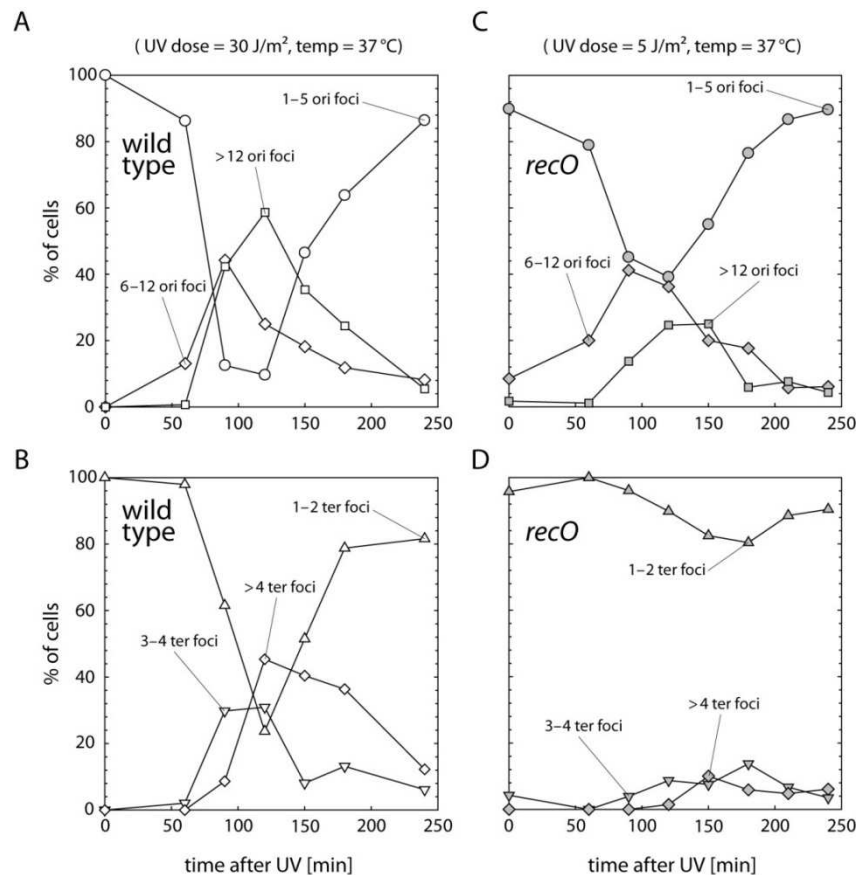 A
( UV dose = 30 J/m², temp = 37 °C)
% of cells
100
80
60
40
20
0
wild
type
1–5 ori foci
>12 ori foci
6–12 ori foci
0 50 100 150 200 250
B
% of cells
100
80
60
40
20
0
wild
type
1–2 ter foci
>4 ter foci
3–4 ter foci
0 50 100 150 200 250
time after UV [min]
C
( UV dose = 5 J/m², temp = 37 °C)
1–5 ori foci
recO
6–12 ori foci
>12 ori foci
0 50 100 150 200 250
D
recO
1–2 ter foci
>4 ter foci
3–4 ter foci
0 50 100 150 200 250
time after UV [min]